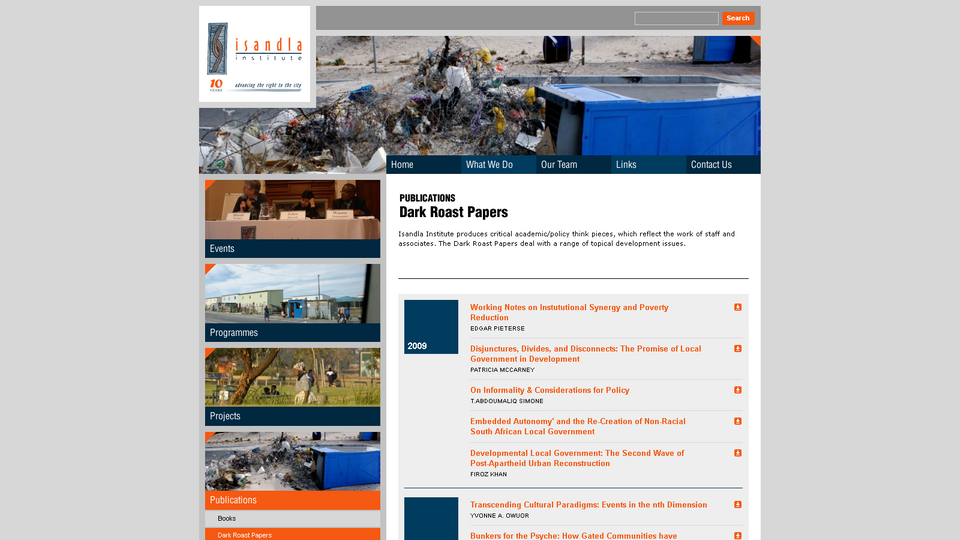 Search
isandla
institute
10
YEARS
advancing the right to the city
Home
What We Do
Our Team
Links
Contact Us
Events
Programmes
Projects
Publications
Books
Dark Roast Papers
PUBLICATIONS
Dark Roast Papers
Isandla Institute produces critical academic/policy think pieces, which reflect the work of staff and
associates. The Dark Roast Papers deal with a range of topical development issues.
2009
Working Notes on Instutional Synergy and Poverty
Reduction
EDGAR PIETERSE
Disjunctures, Divides, and Disconnects: The Promise of Local
Government in Development
PATRICIA MCCARNEY
On Informality & Considerations for Policy
T.ABDOUMALIQ SIMONE
Embedded Autonomy' and the Re-Creation of Non-Racial
South African Local Government
Developmental Local Government: The Second Wave of
Post-Apartheid Urban Reconstruction
FIROZ KHAN
Transcending Cultural Paradigms: Events in the nth Dimension
YVONNE A. OWUOR
Bunkers for the Psyche: How Gated Communities have